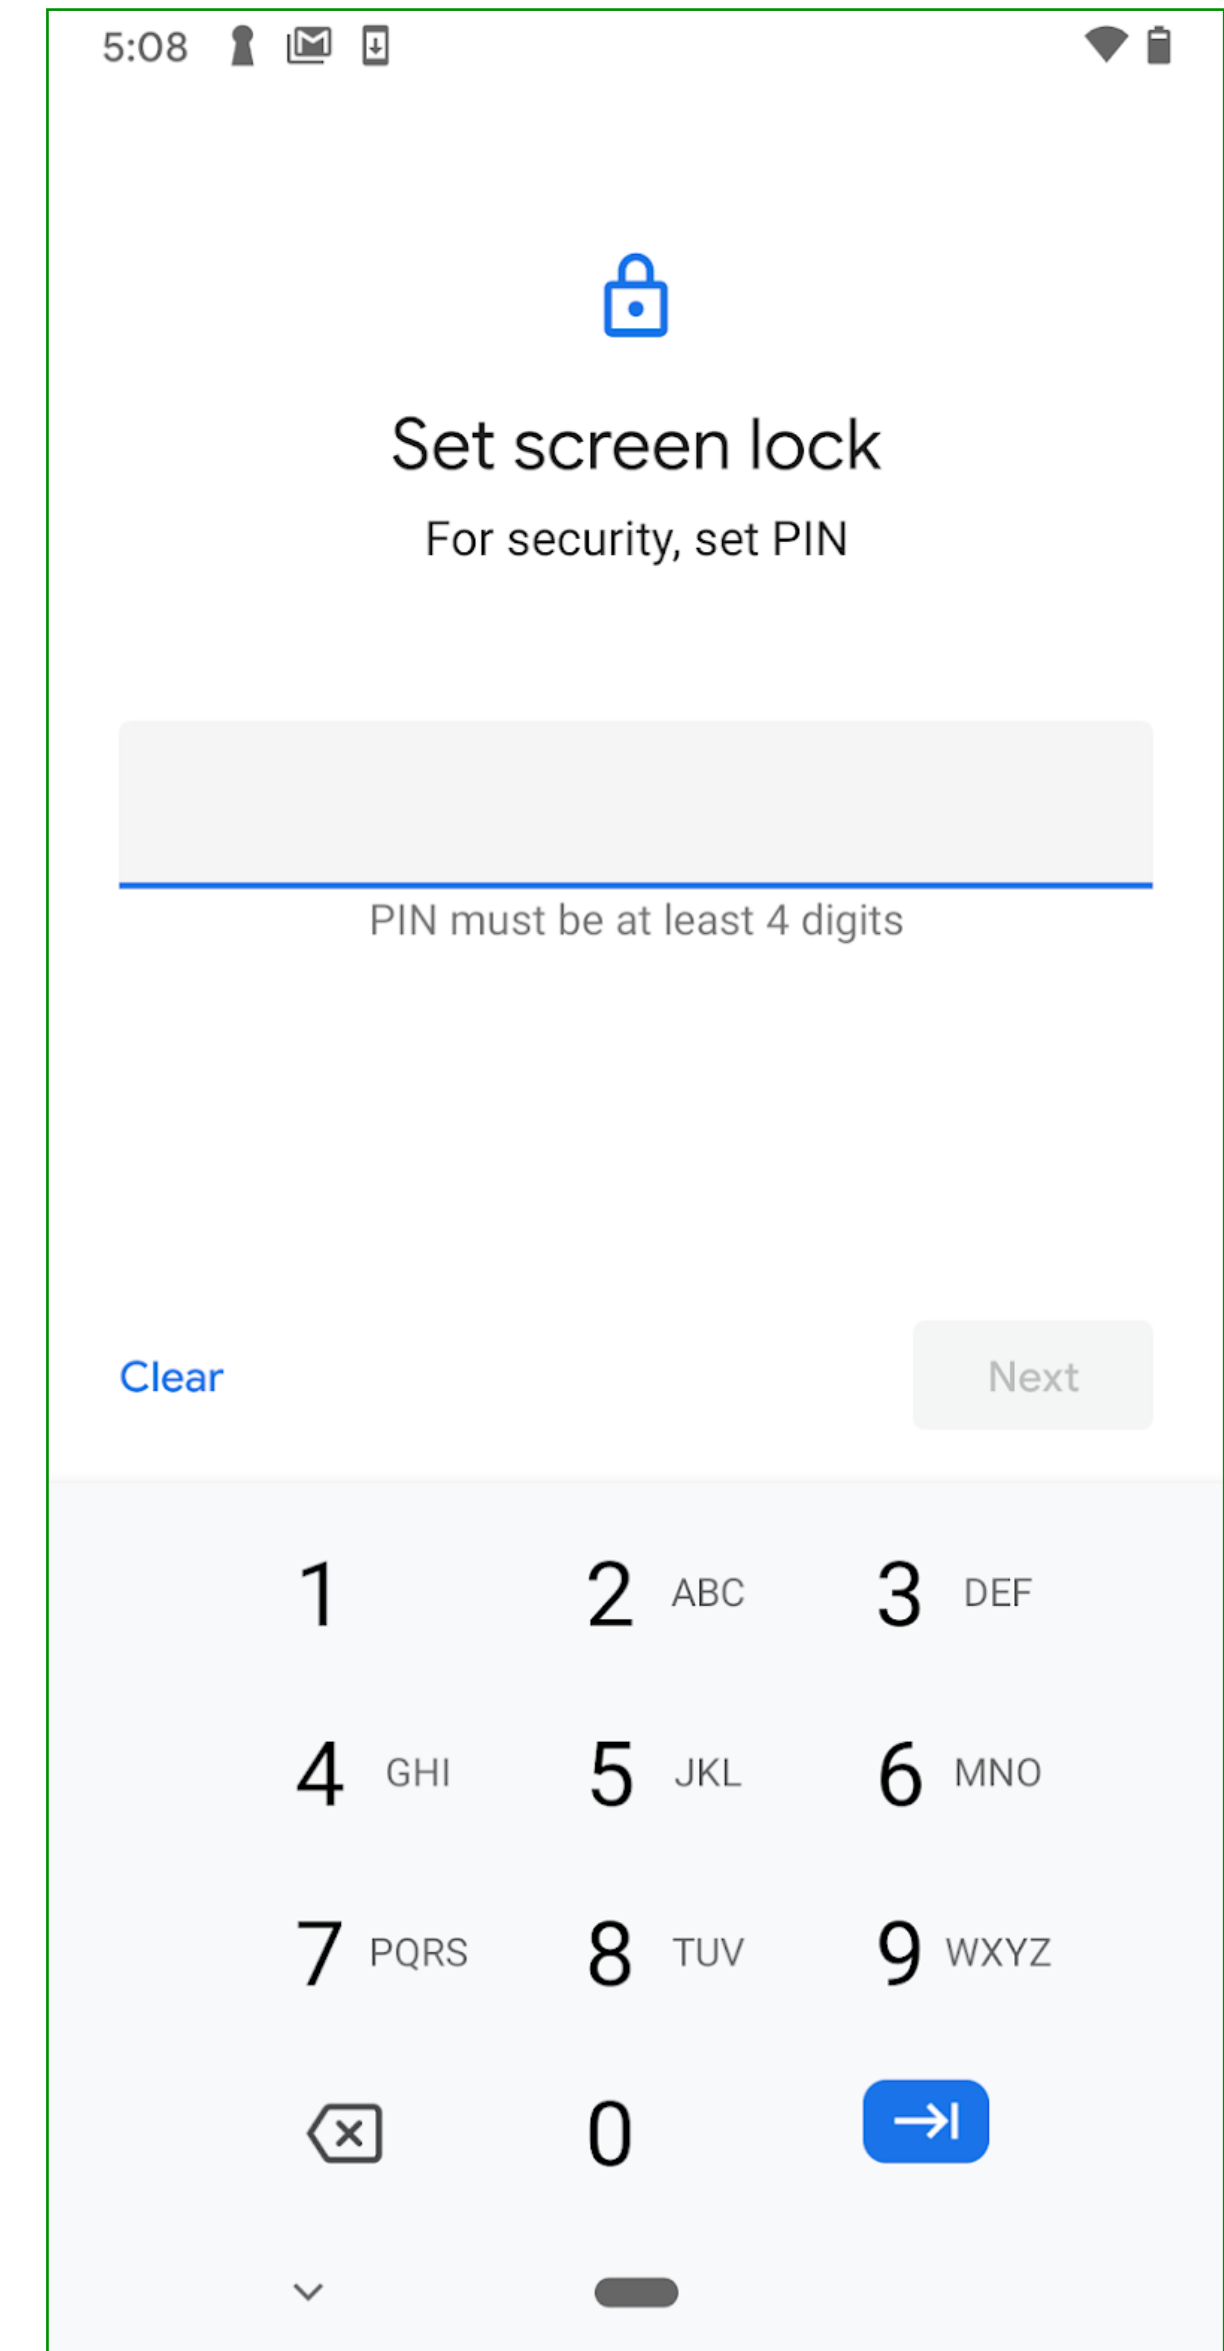 5:08
Set screen lock
For security, set PIN
PIN must be at least 4 digits
Clear Next
1 2 ABC 3 DEF
4 GHI 5 JKL 6 MNO
7 PQRS 8 TUV 9 WXYZ
0